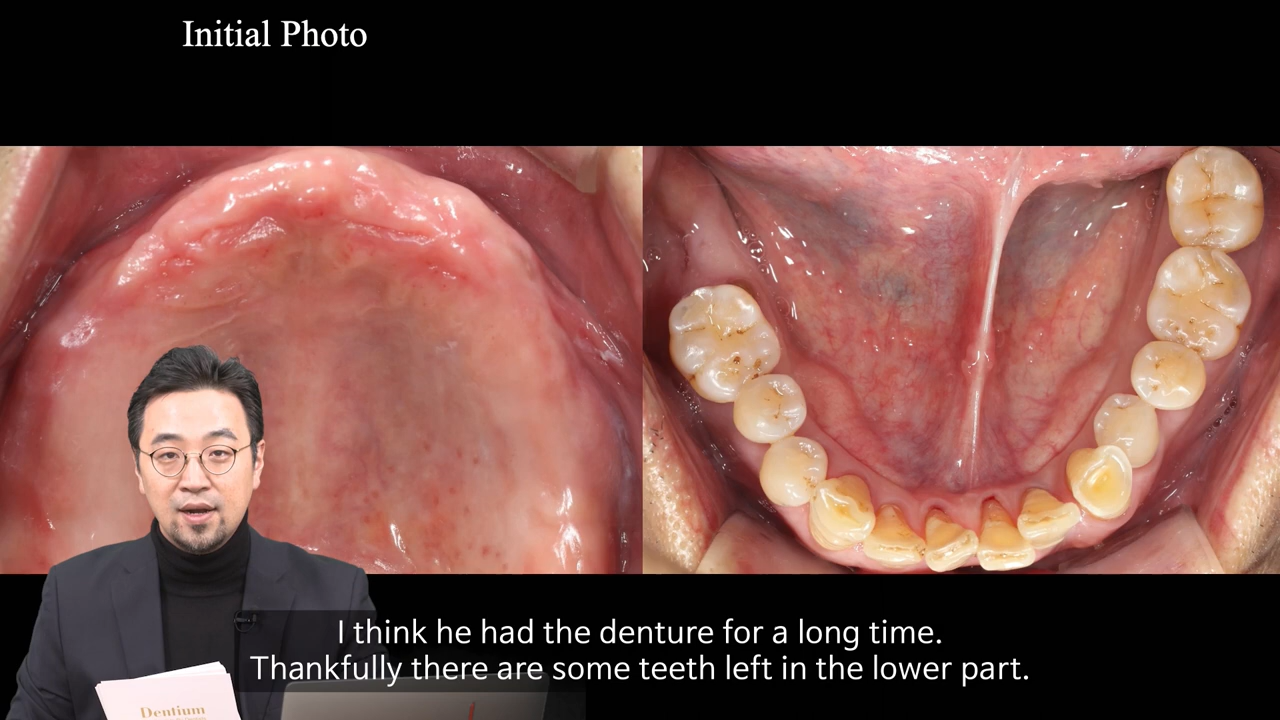 Initial Photo
I think he had the denture for a long time.
Thankfully there are some teeth left in the lower part.
Dentium